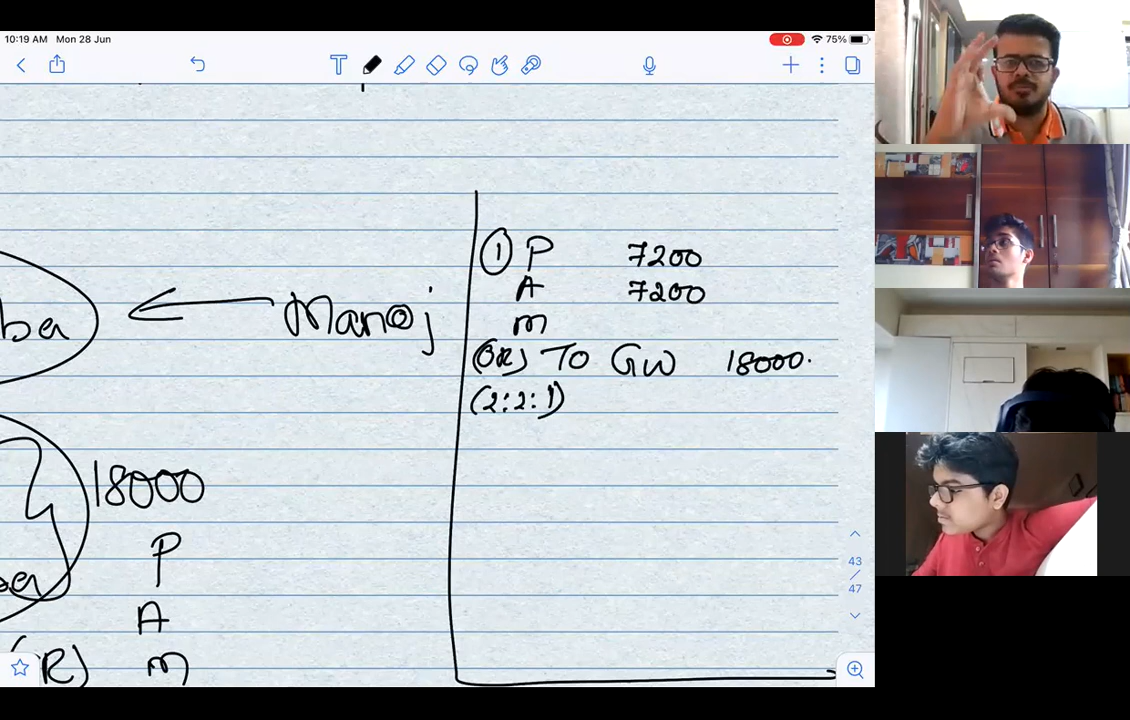 10:19 AM Mon 28 Jun
75%
ba
Manoj
① P 7200
A 7200
m
(OR) To GW 18000.
(2:2:1)
18000
P
A
(R) m
43
/
47